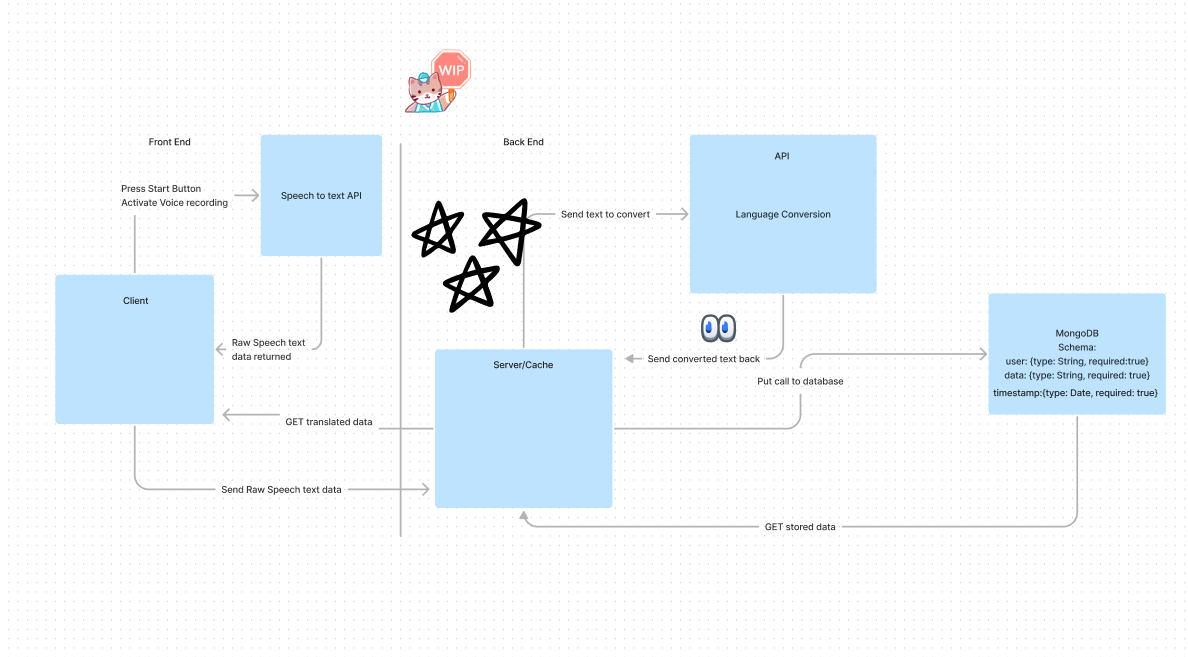 WIP
Front End
Back End
Speech to text API
Press Start Button
Activate Voice recording
API
Language Conversion
Send text to convert
Client
Raw Speech text
data returned
Server/Cache
Send converted text back
Put call to database
MongoDB
Schema:
user: {type: String, required:true}
data: {type: String, required: true}
timestamp:{type: Date, required: true}
GET translated data
Send Raw Speech text data
GET stored data